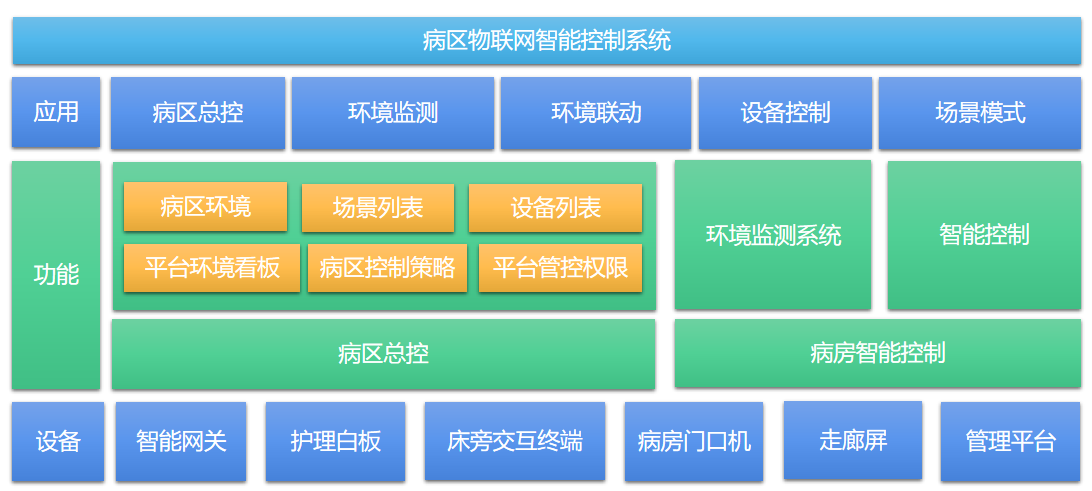 病区物联网智能控制系统
应用
病区总控
环境监测
环境联动
设备控制
场景模式
功能
病区环境
场景列表
设备列表
平台环境看板
病区控制策略
平台管控权限
环境监测系统
智能控制
病区总控
病房智能控制
设备
智能网关
护理白板
床旁交互终端
病房门口机
走廊屏
管理平台